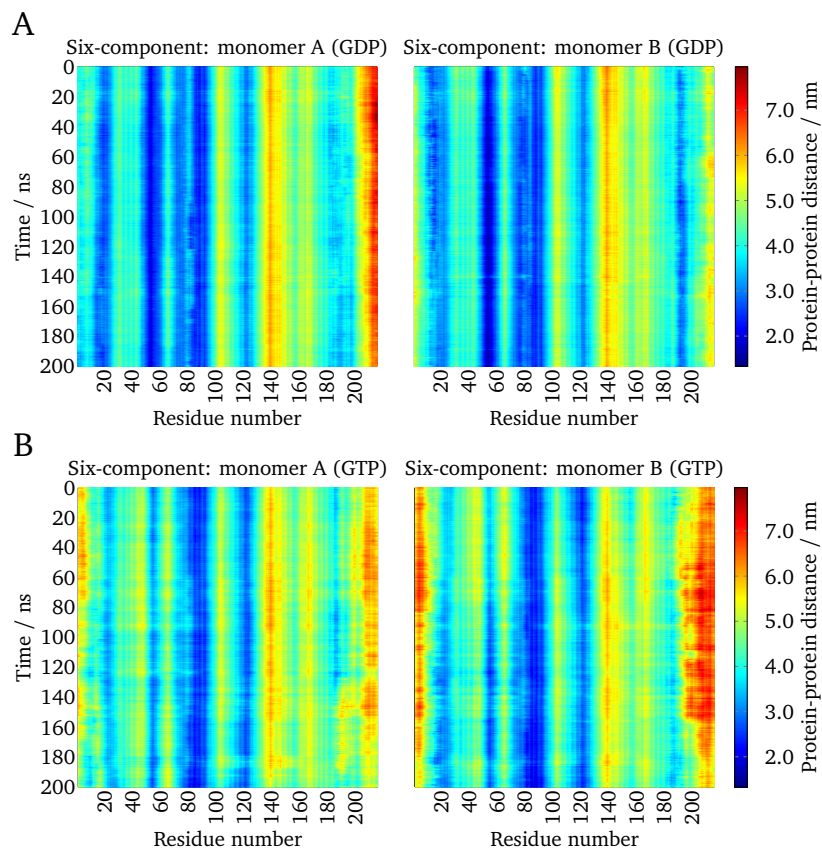 A
Six-component: monomer A (GDP) Six-component: monomer B (GDP)
0
20
40
60
80
100
120
140
160
180
200
Time / ns
20 40 60 80 100 120 140 160 180 200
Residue number
20 40 60 80 100 120 140 160 180 200
Residue number
7.0
6.0
5.0
4.0
3.0
2.0
Protein-protein distance / nm
B
Six-component: monomer A (GTP) Six-component: monomer B (GTP)
0
20
40
60
80
100
120
140
160
180
200
Time / ns
20 40 60 80 100 120 140 160 180 200
Residue number
20 40 60 80 100 120 140 160 180 200
Residue number
7.0
6.0
5.0
4.0
3.0
2.0
Protein-protein distance / nm